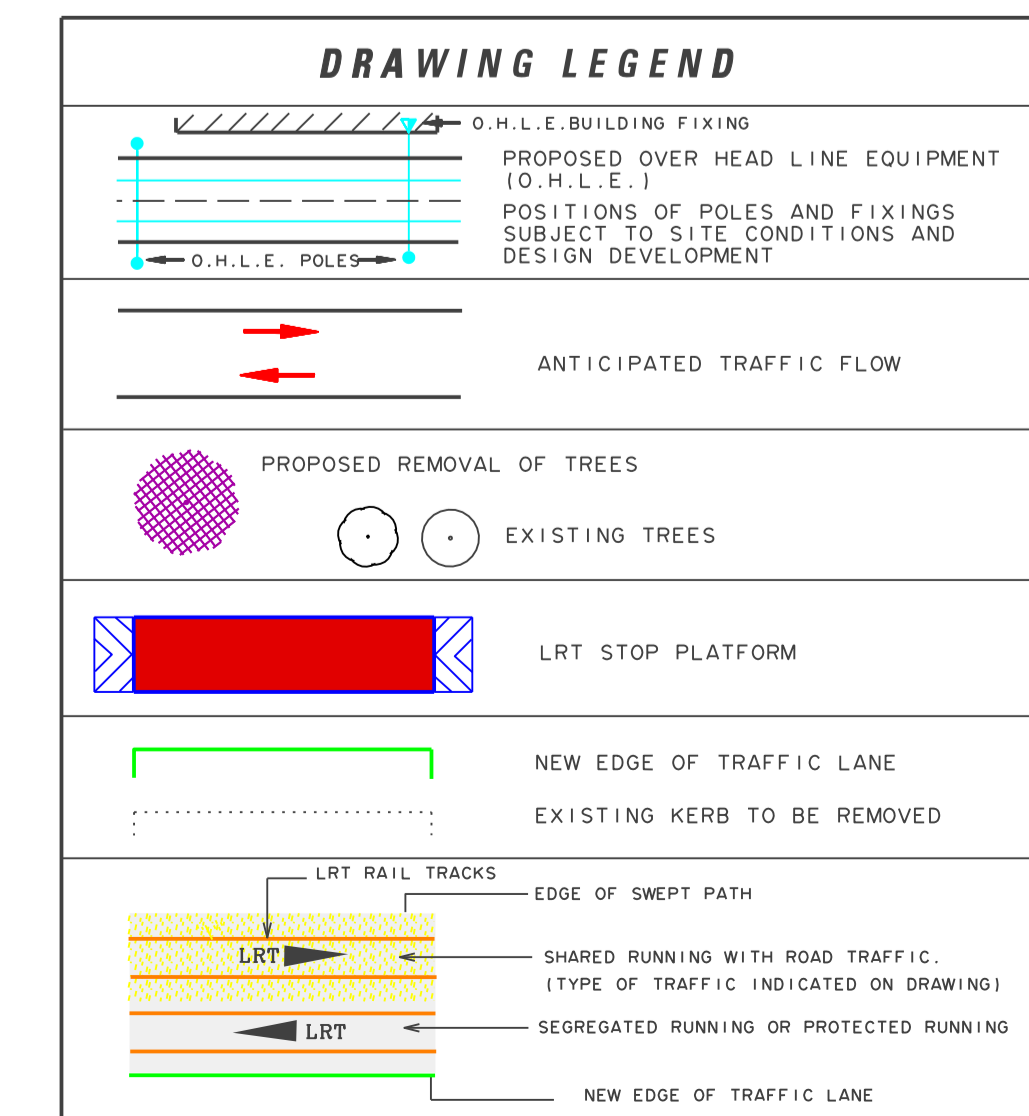 DRAWING LEGEND
O.H.L.E.BUILDING FIXING
PROPOSED OVER HEAD LINE EQUIPMENT
(O.H.L.E.)
POSITIONS OF POLES AND FIXINGS
SUBJECT TO SITE CONDITIONS AND
DESIGN DEVELOPMENT
O.H.L.E. POLES
ANTICIPATED TRAFFIC FLOW
PROPOSED REMOVAL OF TREES
EXISTING TREES
LRT STOP PLATFORM
NEW EDGE OF TRAFFIC LANE
EXISTING KERB TO BE REMOVED
LRT RAIL TRACKS
EDGE OF SWEPT PATH
LRT
SHARED RUNNING WITH ROAD TRAFFIC.
(TYPE OF TRAFFIC INDICATED ON DRAWING)
LRT
SEGREGATED RUNNING OR PROTECTED RUNNING
NEW EDGE OF TRAFFIC LANE